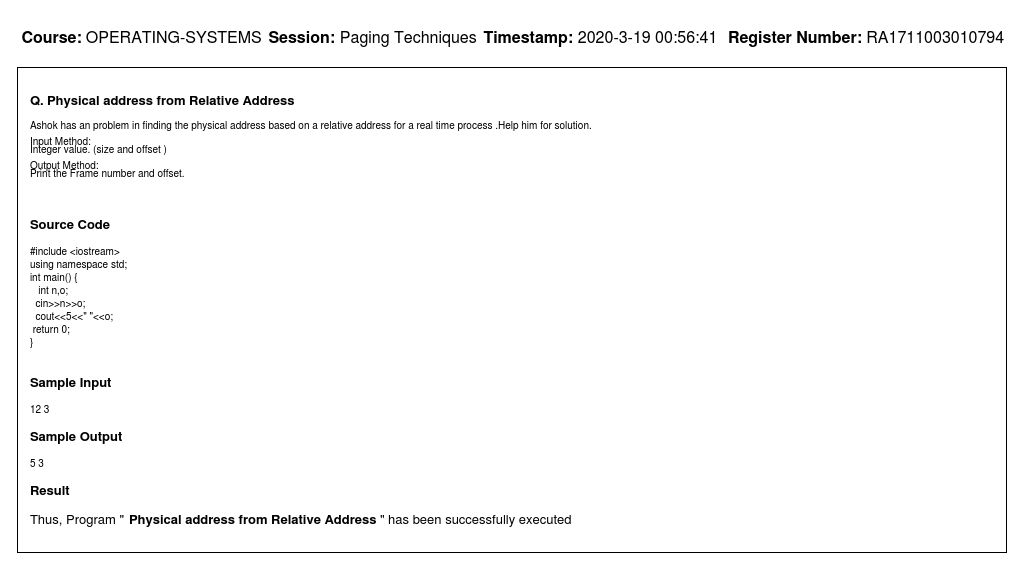 Course: OPERATING-SYSTEMS Session: Paging Techniques Timestamp: 2020-3-19 00:56:41 Register Number: RA1711003010794
Q. Physical address from Relative Address
Ashok has an problem in finding the physical address based on a relative address for a real time process .Help him for solution.
Input Method:
Integer value. (size and offset )
Output Method:
Print the Frame number and offset.
Source Code
#include <iostream>
using namespace std;
int main() {
int n,o;
cin>>n>>o;
cout<<5<<" "<<o;
return 0;
}
Sample Input
12 3
Sample Output
5 3
Result
Thus, Program " Physical address from Relative Address " has been successfully executed